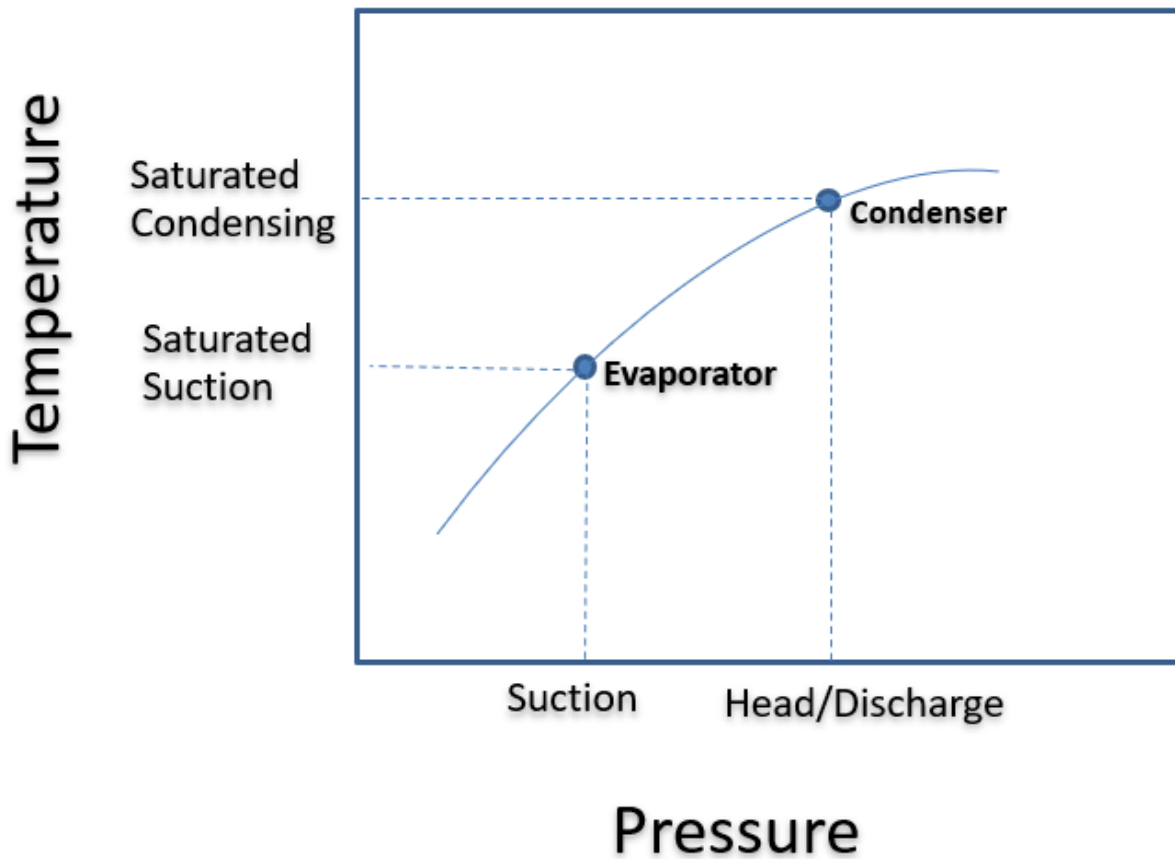 Temperature
Saturated
Condensing
Condenser
Saturated
Suction
Evaporator
Suction
Head/Discharge
Pressure